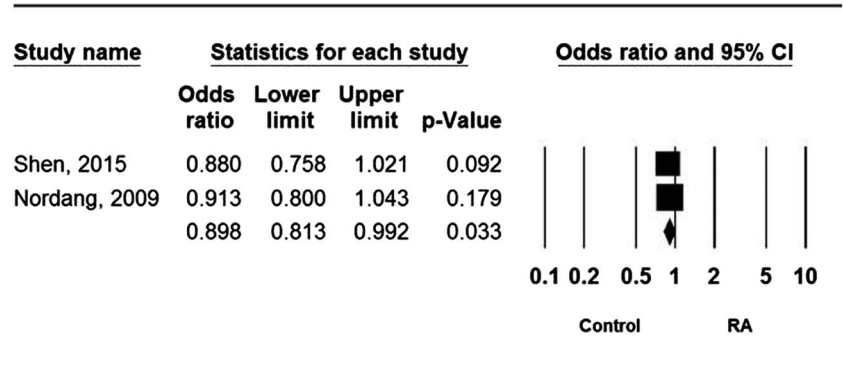 Study name Statistics for each study Odds ratio and 95% CI
Odds Lower Upper
ratio limit limit p-Value
Shen, 2015 0.880 0.758 1.021 0.092
Nordang, 2009 0.913 0.800 1.043 0.179
0.898 0.813 0.992 0.033
0.1 0.2 0.5 1 2 5 10
Control RA